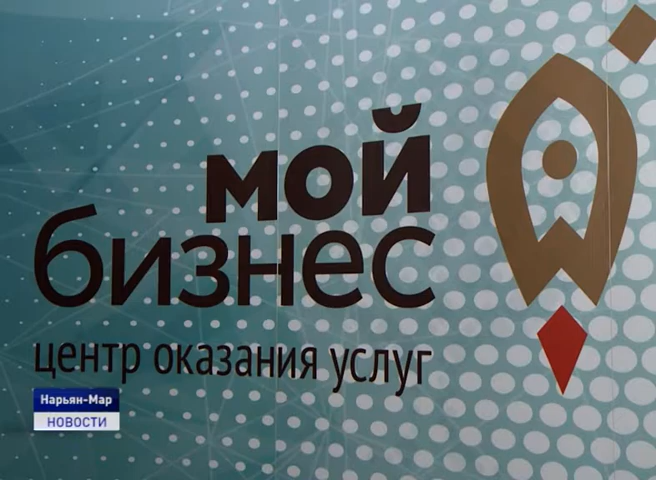 мой
бизнес
центр оказания услуг
Нарьян-Мар
НОВОСТИ